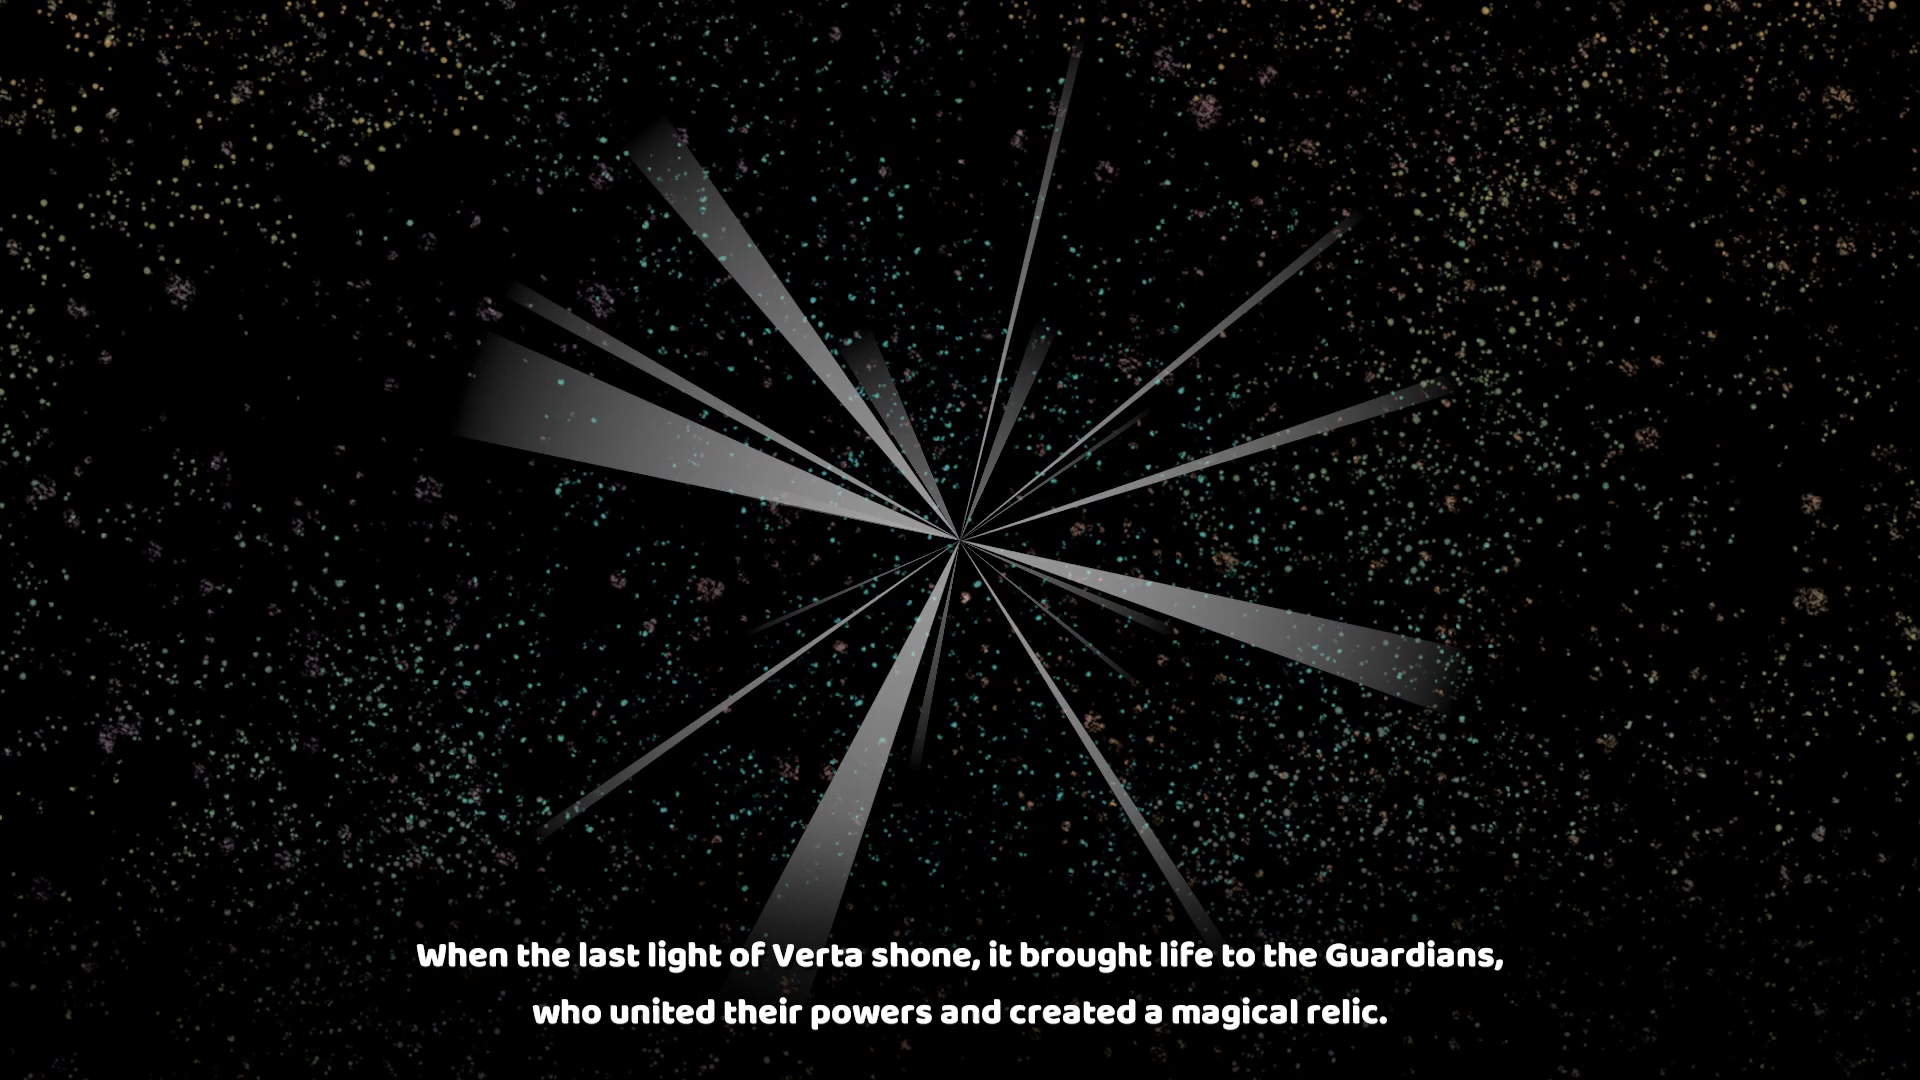 When the last light of Verta shone, it brought life to the Guardians,
who united their powers and created a magical relic.